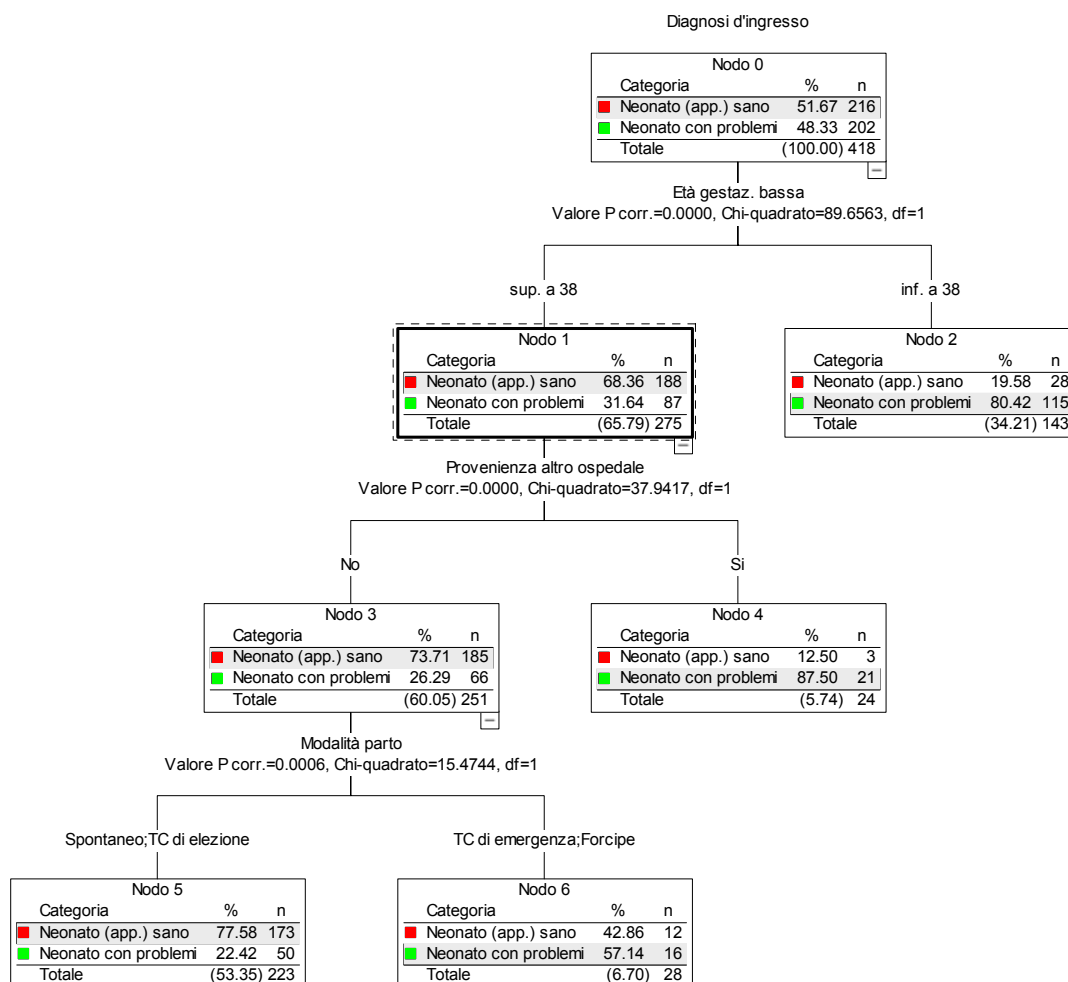 Diagnosi d'ingresso
Nodo 0
Categoria % n
Neonato (app.) sano 51.67 216
Neonato con problemi 48.33 202
Totale (100.00) 418
Età gestaz. bassa
Valore P corr.=0.0000, Chi-quadrato=89.6563, df=1
sup. a 38
inf. a 38
Nodo 1
Categoria % n
Neonato (app.) sano 68.36 188
Neonato con problemi 31.64 87
Totale (65.79) 275
Nodo 2
Categoria % n
Neonato (app.) sano 19.58 28
Neonato con problemi 80.42 115
Totale (34.21) 143
Provenienza altro ospedale
Valore P corr.=0.0000, Chi-quadrato=37.9417, df=1
No
Si
Nodo 3
Categoria % n
Neonato (app.) sano 73.71 185
Neonato con problemi 26.29 66
Totale (60.05) 251
Nodo 4
Categoria % n
Neonato (app.) sano 12.50 3
Neonato con problemi 87.50 21
Totale (5.74) 24
Modalità parto
Valore P corr.=0.0006, Chi-quadrato=15.4744, df=1
Spontaneo;TC di elezione
TC di emergenza;Forcipe
Nodo 5
Categoria % n
Neonato (app.) sano 77.58 173
Neonato con problemi 22.42 50
Totale (53.35) 223
Nodo 6
Categoria % n
Neonato (app.) sano 42.86 12
Neonato con problemi 57.14 16
Totale (6.70) 28